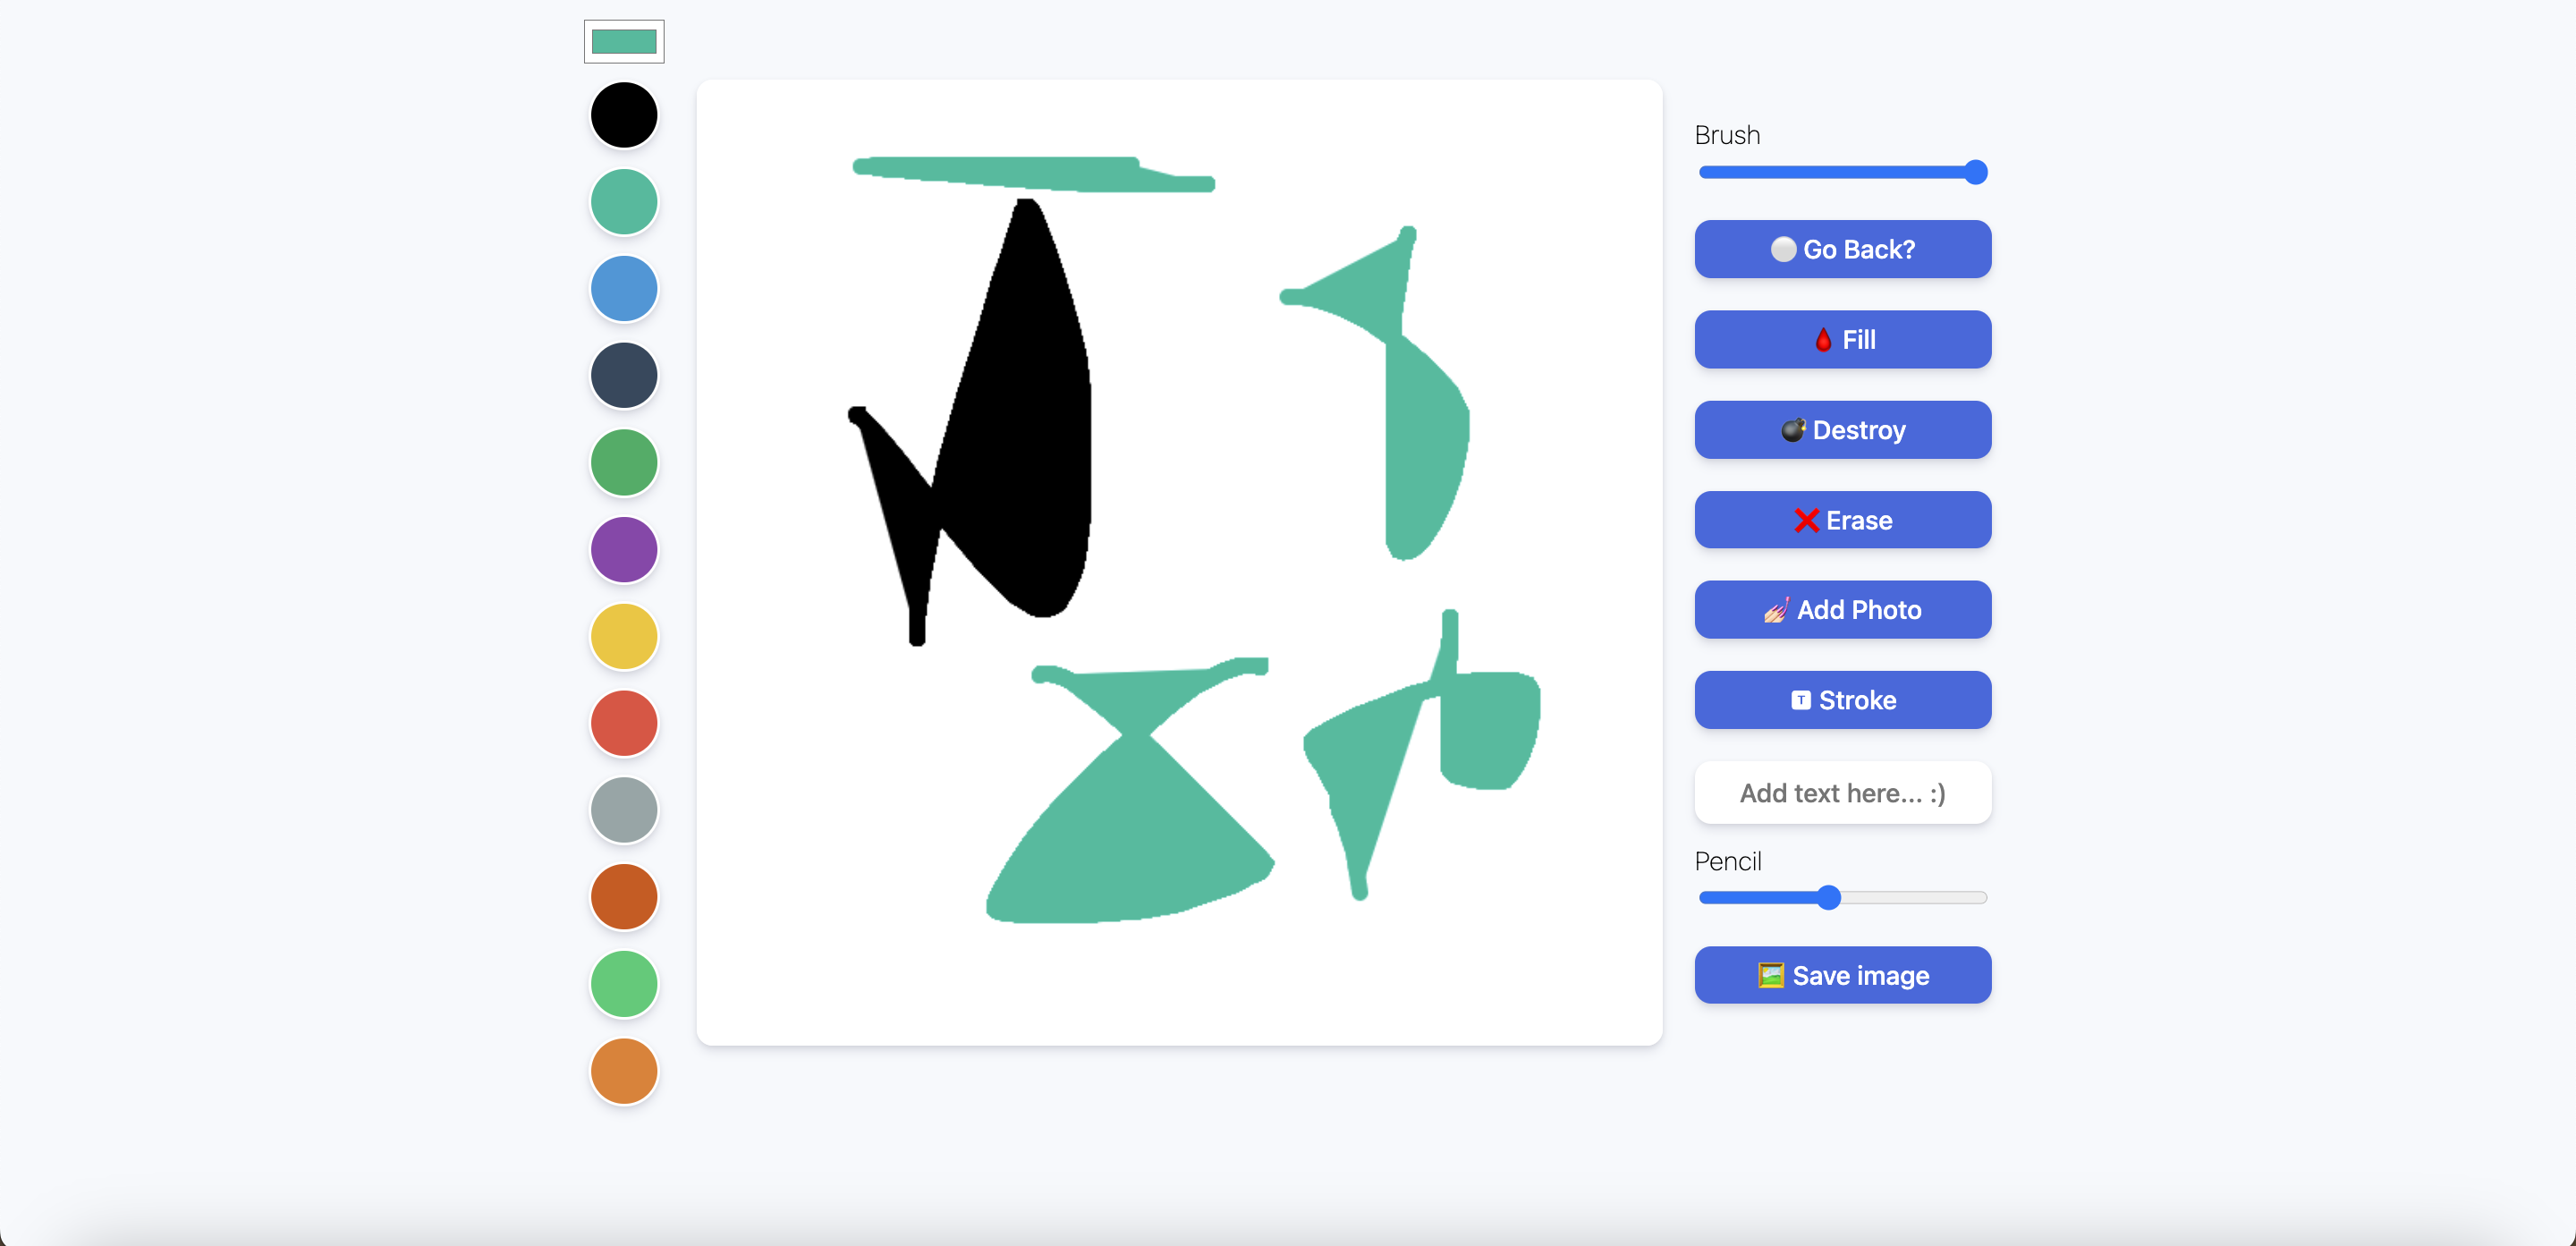 Brush
Go Back?
Fill
Destroy
Erase
Add Photo
T Stroke
Add text here... :)
Pencil
Save image